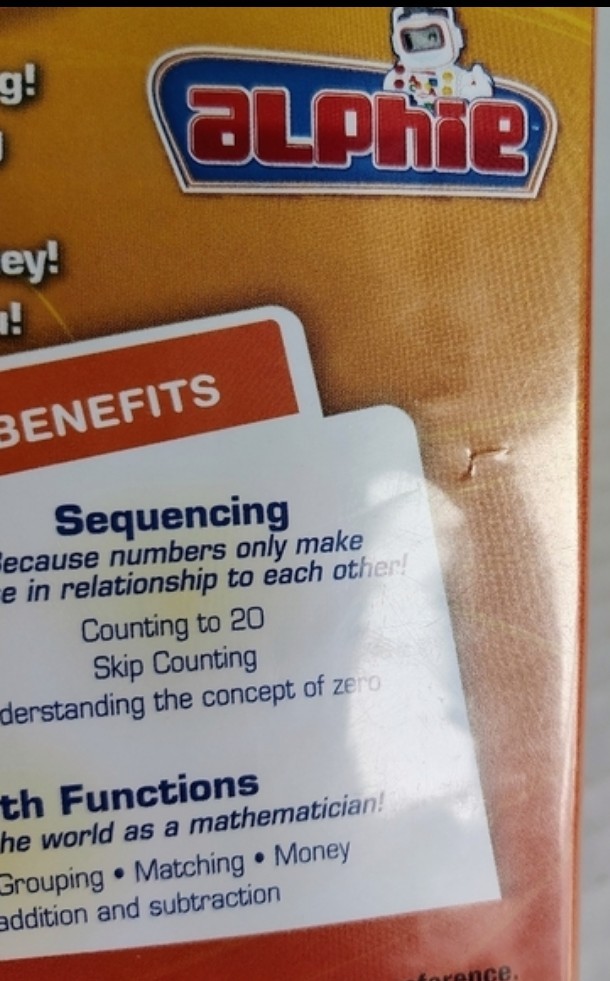 g!
alphie
ey!
!
BENEFITS
Sequencing
Because numbers only make
e in relationship to each other!
Counting to 20
Skip Counting
derstanding the concept of zero
th Functions
he world as a mathematician!
Grouping • Matching • Money
addition and subtraction
ference.